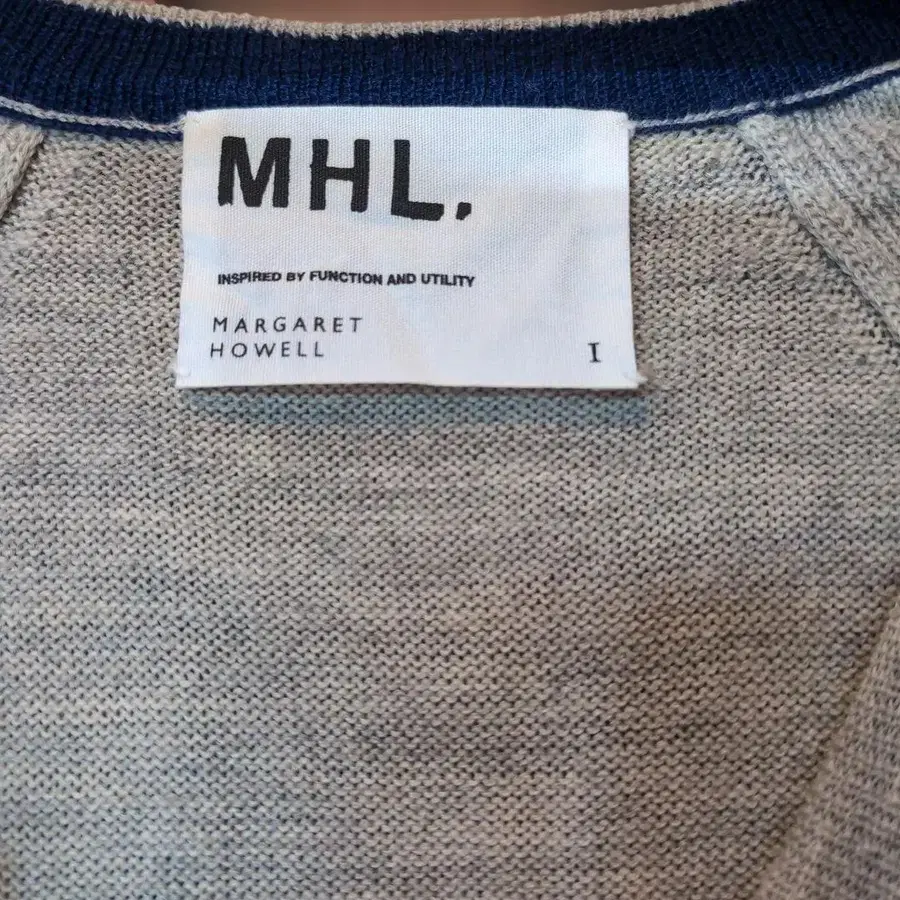 MHL.
INSPIRED BY FUNCTION AND UTILITY
MARGARET
HOWELL
I